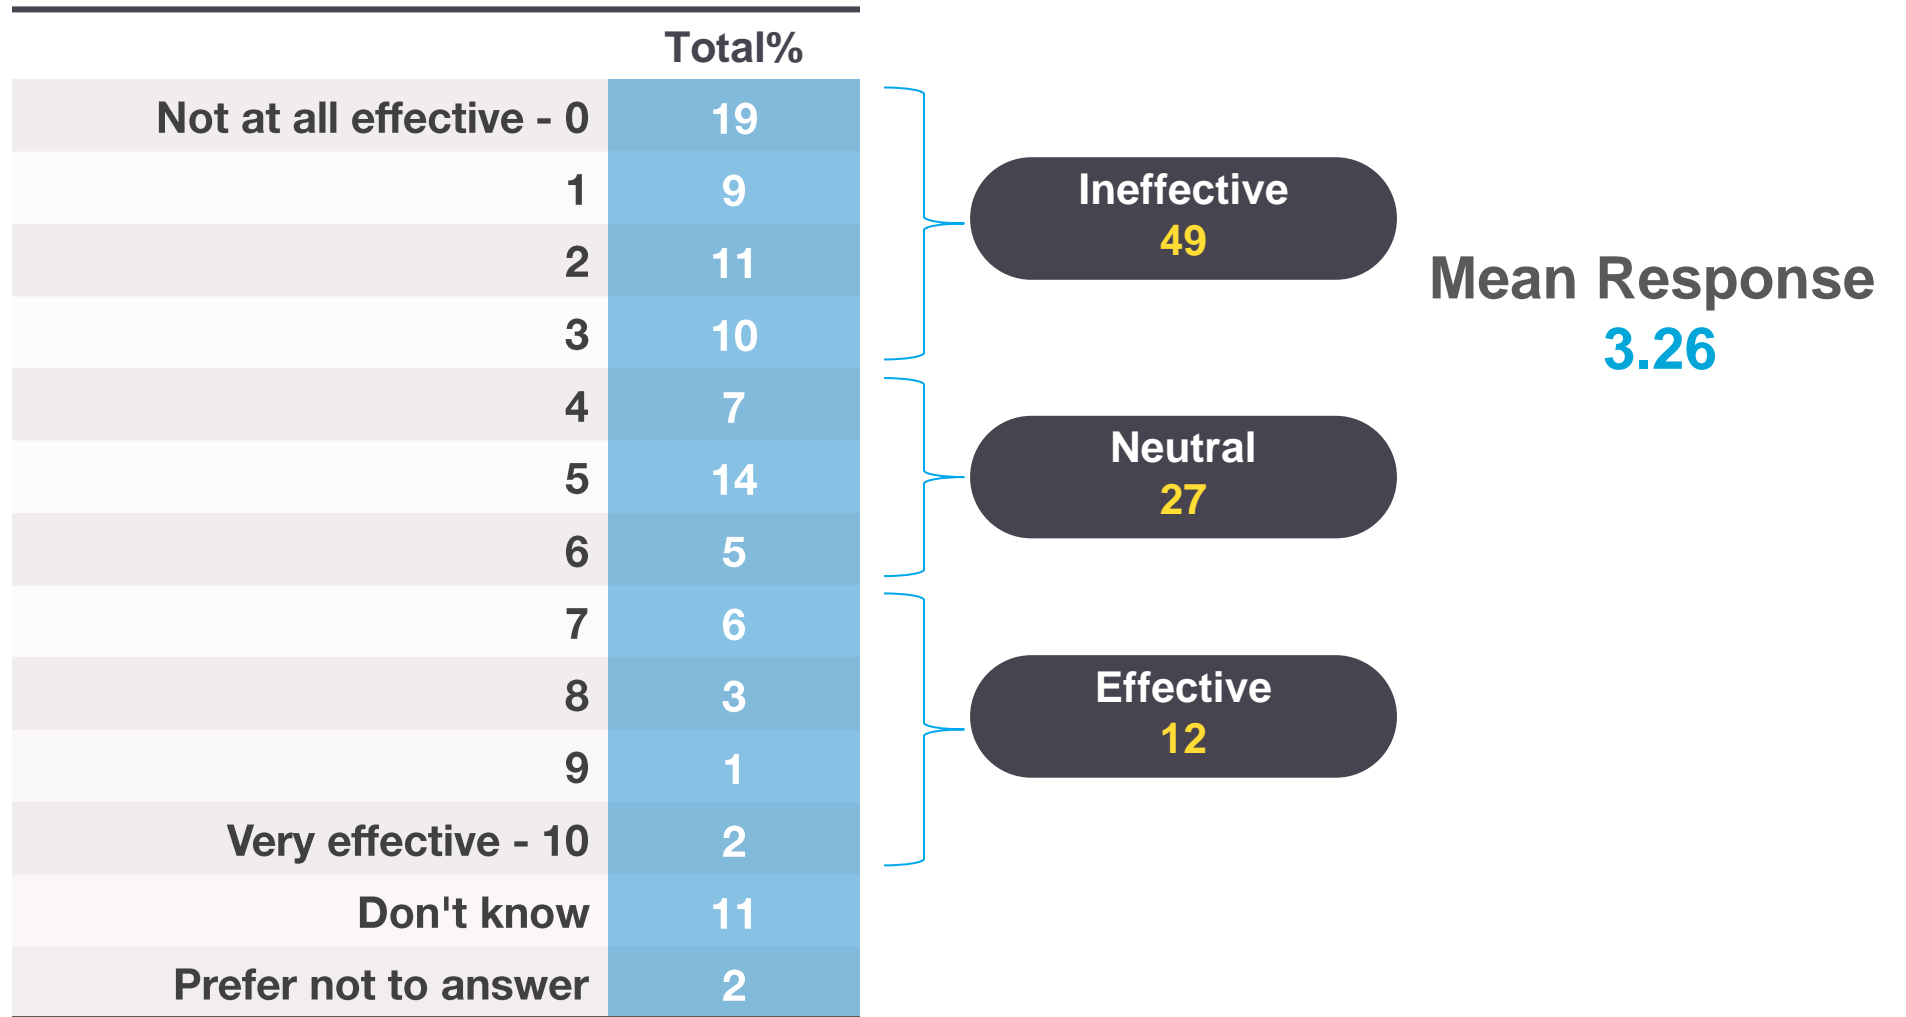 Total%
Not at all effective - 0 19
1 9
2 11
3 10
4 7
5 14
6 5
7 6
8 3
9 1
Very effective - 10 2
Don't know 11
Prefer not to answer 2
Ineffective
49
Neutral
27
Effective
12
Mean Response
3.26